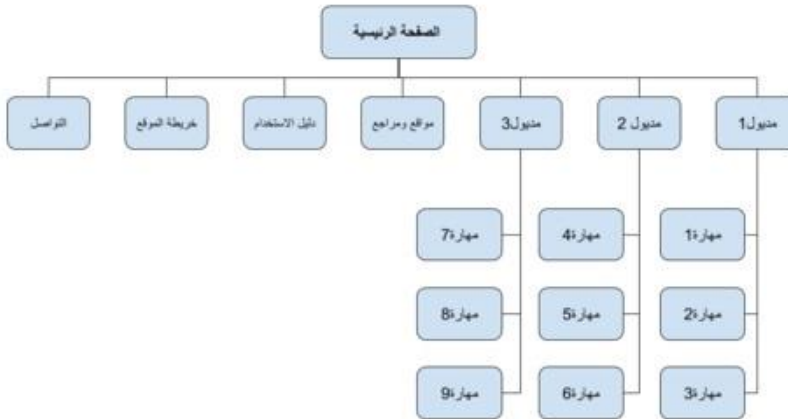 الصفحة الرئيسية
مديول1
مديول 2
مديول3
مواقع ومراجع
دليل الاستخدام
خريطة الموقع
التواصل
مهارة1
مهارة4
مهارة7
مهارة2
مهارة5
مهارة8
مهارة3
مهارة6
مهارة9